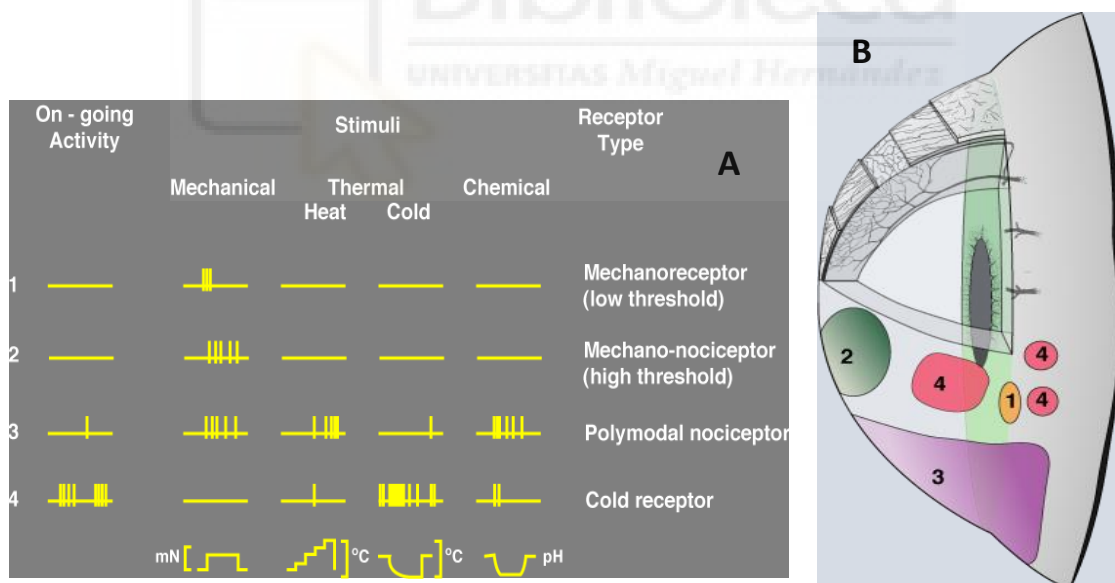 Biblioteca
UNIVERSITAS Miguel Hernández
B
On - going
Activity
Stimuli
Receptor
Type
A
Mechanical
Thermal
Chemical
Heat
Cold
1
Mechanoreceptor
(low threshold)
2
Mechano-nociceptor
(high threshold)
3
Polymodal nociceptor
4
Cold receptor
mN
ºC
ºC
pH
2
4
4
1
4
3